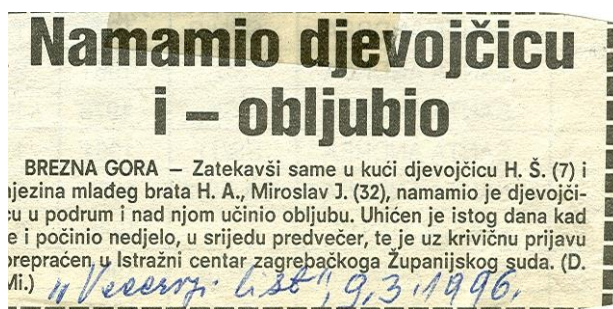 Namamio djevojčicu
i – obljubio
BREZNA GORA – Zatekavši same u kući djevojčicu H. Š. (7) i
njezina mlađeg brata H. A., Miroslav J. (32), namamio je djevojči-
cu u podrum i nad njom učinio obljubu. Uhićen je istog dana kad
e i počinio nedjelo, u srijedu predvečer, te je uz krivičnu prijavu
prepraćen u Istražni centar zagrebačkoga Županijskog suda. (D.
Mi.) „Večernji list", 9.3.1996.